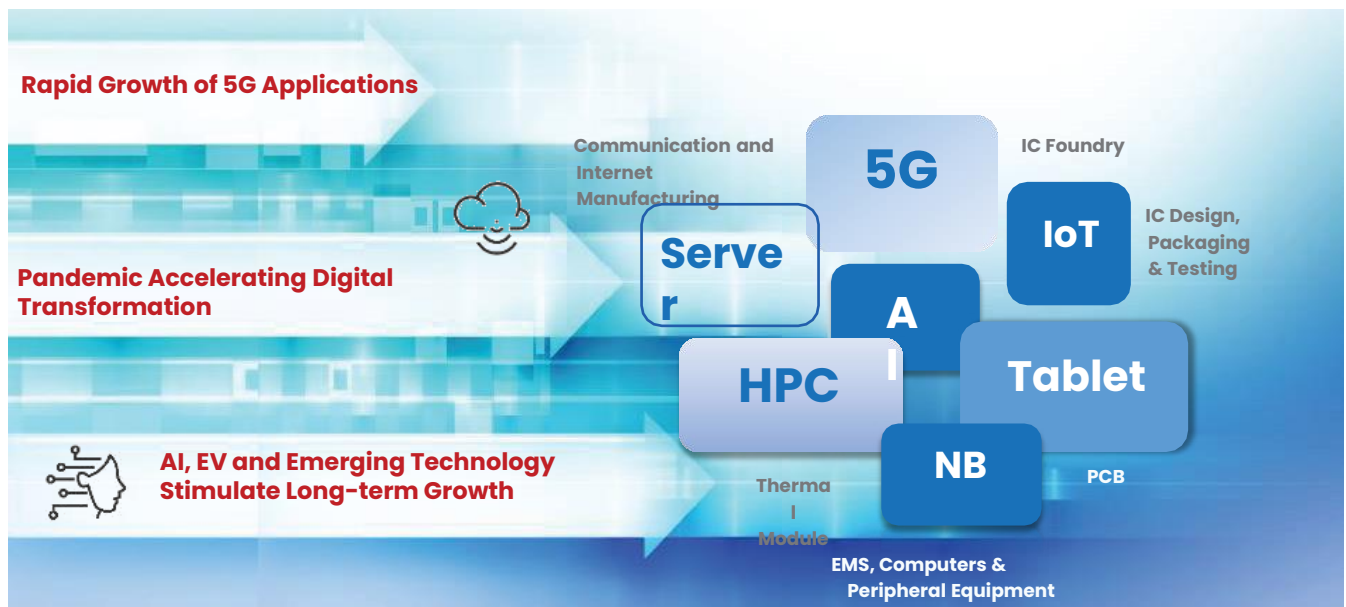 Rapid Growth of 5G Applications
Pandemic Accelerating Digital
Transformation
AI, EV and Emerging Technology
Stimulate Long-term Growth
Communication and
Internet
Manufacturing
5G
IC Foundry
IoT
IC Design,
Packaging
& Testing
Serve
r
A
I
HPC
Tablet
NB
PCB
Therma
l
Module
EMS, Computers &
Peripheral Equipment